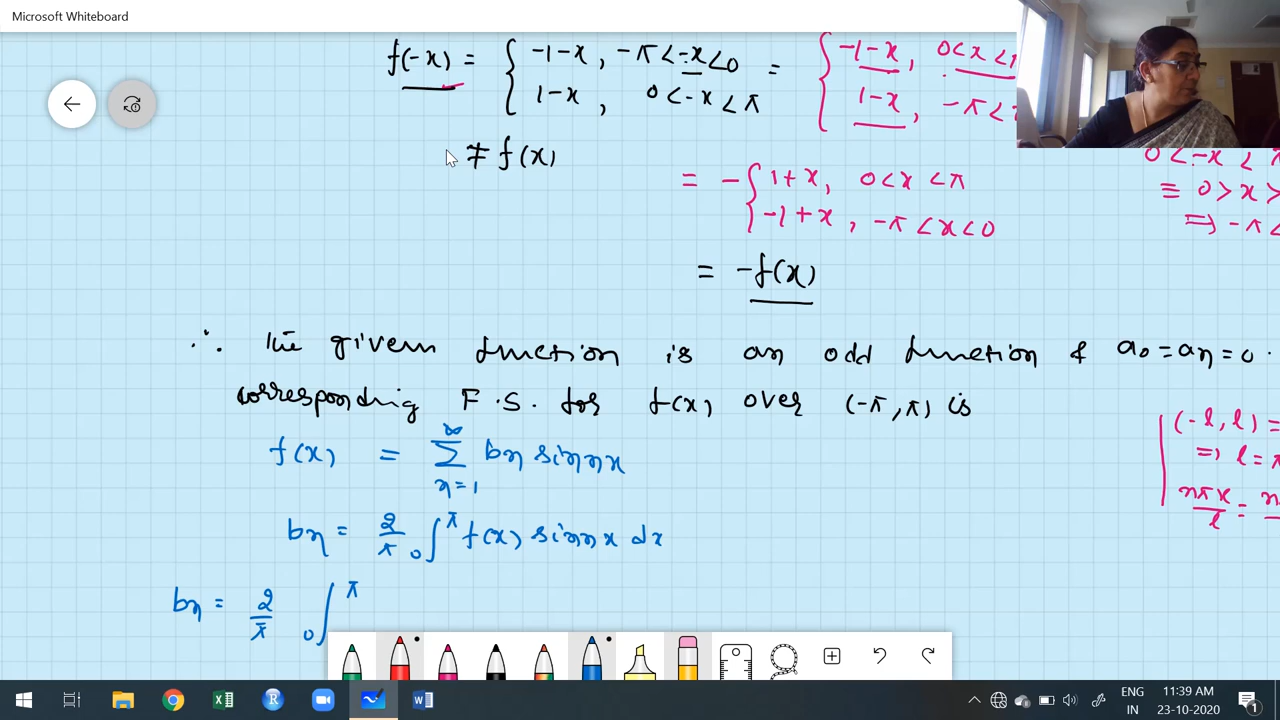 Microsoft Whiteboard
f(-x) = { -1-x , -π < -x < 0 = { -1-x , 0<x<π
1-x , 0 < -x < π 1-x , -π <
≠ f(x)
0 < -x < π
= - { 1+x , 0<x<π
≡ 0 > x >
-1+x , -π < x < 0
⇒ -π <
= -f(x)
∴ The given function is an odd function & a0 = an = 0 .
corresponding F.S. for f(x) over (-π, π) is
(-l, l) =
f(x) = ∞ Σ n=1 bn sin nx
⇒ l = π
nπx/l = n
bn = 2/π 0∫π f(x) sin nx dx
bn = 2/π 0∫π
ENG
IN
11:39 AM
23-10-2020
1